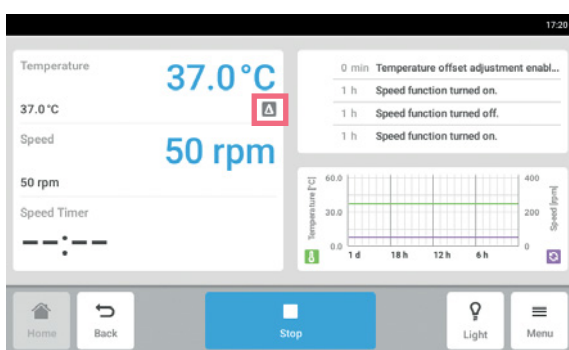 17:20
Temperature
37.0°C
37.0°C
Δ
Speed
50 rpm
50 rpm
Speed Timer
--:--
0 min Temperature offset adjustment enabl...
1 h Speed function turned on.
1 h Speed function turned off.
1 h Speed function turned on.
Temperature [°C]
60.0
30.0
0.0
400
200
0
Speed [rpm]
1 d 18 h 12 h 6 h
Home
Back
Stop
Light
Menu